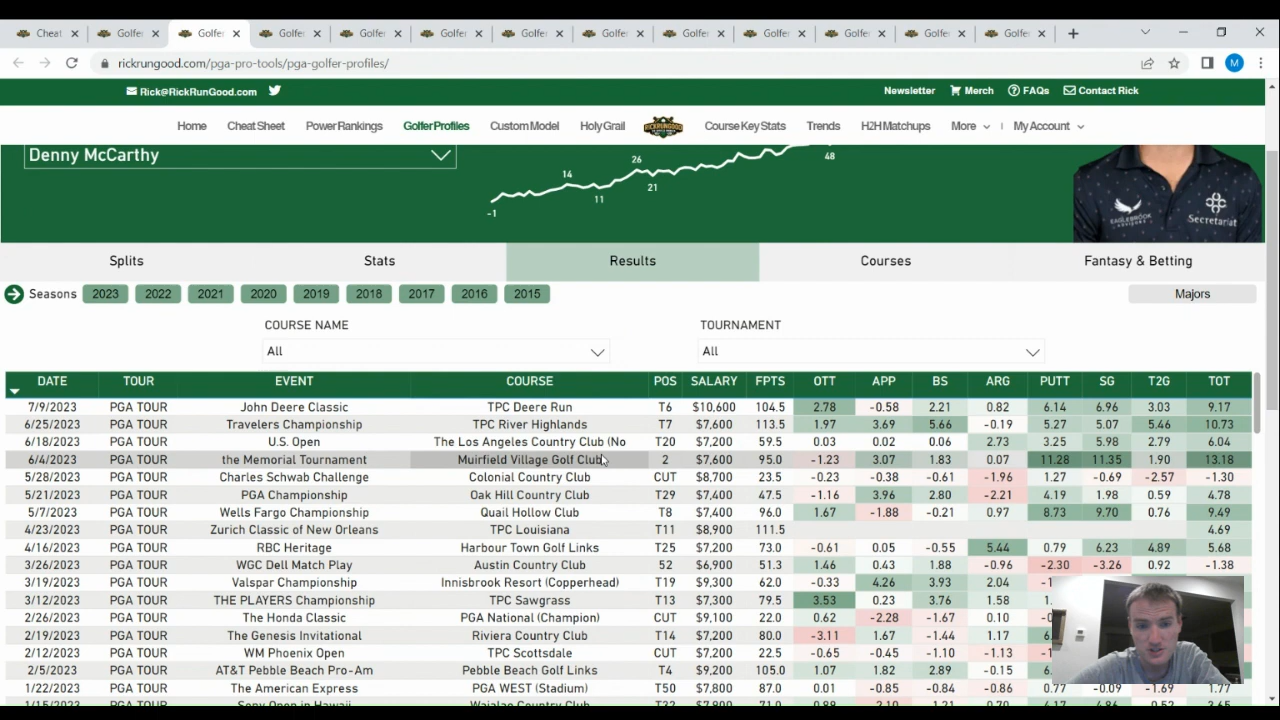 Cheat Golfer Golfer Golfer Golfer Golfer Golfer Golfer Golfer Golfer Golfer Golfer Golfer
rickrungood.com/pga-pro-tools/pga-golfer-profiles/ M
Rick@RickRunGood.com Newsletter Merch FAQs Contact Rick
Home Cheat Sheet Power Rankings Golfer Profiles Custom Model Holy Grail Course Key Stats Trends H2H Matchups More My Account
Denny McCarthy
-1 14 11 26 21 48
EAGLEBROOK Secretariat
Splits Stats Results Courses Fantasy & Betting
Seasons 2023 2022 2021 2020 2019 2018 2017 2016 2015 Majors
COURSE NAME TOURNAMENT
All All
DATE TOUR EVENT COURSE POS SALARY FPTS OTT APP BS ARG PUTT SG T2G TOT
7/9/2023 PGA TOUR John Deere Classic TPC Deere Run T6 $10,600 104.5 2.78 -0.58 2.21 0.82 6.14 6.96 3.03 9.17
6/25/2023 PGA TOUR Travelers Championship TPC River Highlands T7 $7,600 113.5 1.97 3.69 5.66 -0.19 5.27 5.07 5.46 10.73
6/18/2023 PGA TOUR U.S. Open The Los Angeles Country Club (No T20 $7,200 59.5 0.03 0.02 0.06 2.73 3.25 5.98 2.79 6.04
6/4/2023 PGA TOUR the Memorial Tournament Muirfield Village Golf Club 2 $7,600 95.0 -1.23 3.07 1.83 0.07 11.28 11.35 1.90 13.18
5/28/2023 PGA TOUR Charles Schwab Challenge Colonial Country Club CUT $8,700 23.5 -0.23 -0.38 -0.61 -1.96 1.27 -0.69 -2.57 -1.30
5/21/2023 PGA TOUR PGA Championship Oak Hill Country Club T29 $7,400 47.5 -1.16 3.96 2.80 -2.21 4.19 1.98 0.59 4.78
5/7/2023 PGA TOUR Wells Fargo Championship Quail Hollow Club T8 $7,400 96.0 1.67 -1.88 -0.21 0.97 8.73 9.70 0.76 9.49
4/23/2023 PGA TOUR Zurich Classic of New Orleans TPC Louisiana T11 $8,900 111.5 4.69
4/16/2023 PGA TOUR RBC Heritage Harbour Town Golf Links T25 $7,200 73.0 -0.61 0.05 -0.55 5.44 0.79 6.23 4.89 5.68
3/26/2023 PGA TOUR WGC Dell Match Play Austin Country Club 52 $6,900 51.3 1.46 0.43 1.88 -0.96 -2.30 -3.26 0.92 -1.38
3/19/2023 PGA TOUR Valspar Championship Innisbrook Resort (Copperhead) T19 $9,300 62.0 -0.33 4.26 3.93 2.04
3/12/2023 PGA TOUR THE PLAYERS Championship TPC Sawgrass T13 $7,300 79.5 3.53 0.23 3.76 1.58
2/26/2023 PGA TOUR The Honda Classic PGA National (Champion) CUT $9,100 22.0 0.62 -2.28 -1.67 0.10
2/19/2023 PGA TOUR The Genesis Invitational Riviera Country Club T14 $7,200 80.0 -3.11 1.67 -1.44 1.17
2/12/2023 PGA TOUR WM Phoenix Open TPC Scottsdale CUT $7,200 22.5 -0.65 -0.45 -1.10 -1.13
2/5/2023 PGA TOUR AT&T Pebble Beach Pro-Am Pebble Beach Golf Links T4 $9,200 105.0 1.07 1.82 2.89 -0.15
1/22/2023 PGA TOUR The American Express PGA WEST (Stadium) T50 $7,800 87.0 0.01 -0.85 -0.84 -0.86 0.77 -0.09 -1.69 1.77